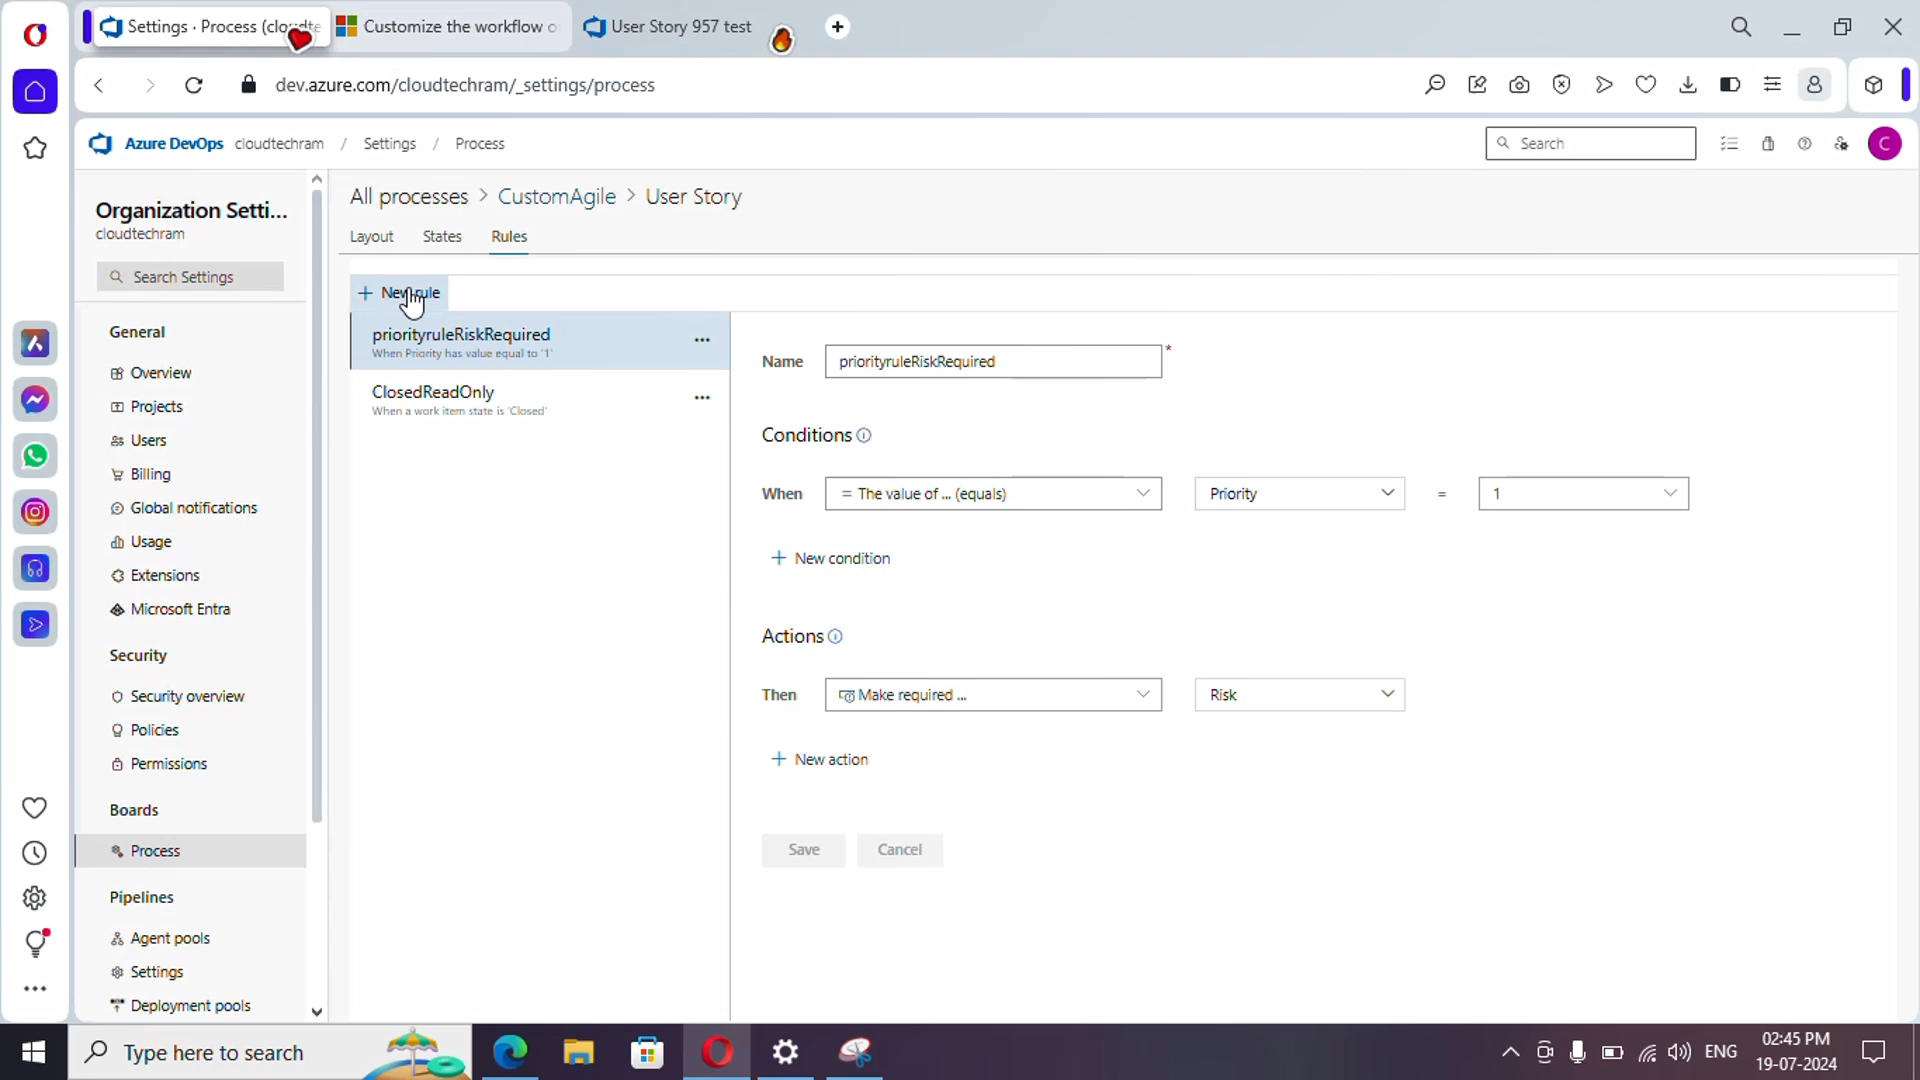 Settings · Process (cloudte
Customize the workflow o
User Story 957 test
dev.azure.com/cloudtechram/_settings/process
Azure DevOps cloudtechram / Settings / Process
Search
C
Organization Setti...
cloudtechram
Search Settings
General
Overview
Projects
Users
Billing
Global notifications
Usage
Extensions
Microsoft Entra
Security
Security overview
Policies
Permissions
Boards
Process
Pipelines
Agent pools
Settings
Deployment pools
All processes > CustomAgile > User Story
Layout States Rules
+ New rule
priorityruleRiskRequired
When Priority has value equal to '1'
ClosedReadOnly
When a work item state is 'Closed'
Name priorityruleRiskRequired *
Conditions
When = The value of ... (equals) Priority = 1
+ New condition
Actions
Then Make required ... Risk
+ New action
Save Cancel
Type here to search
ENG
02:45 PM
19-07-2024